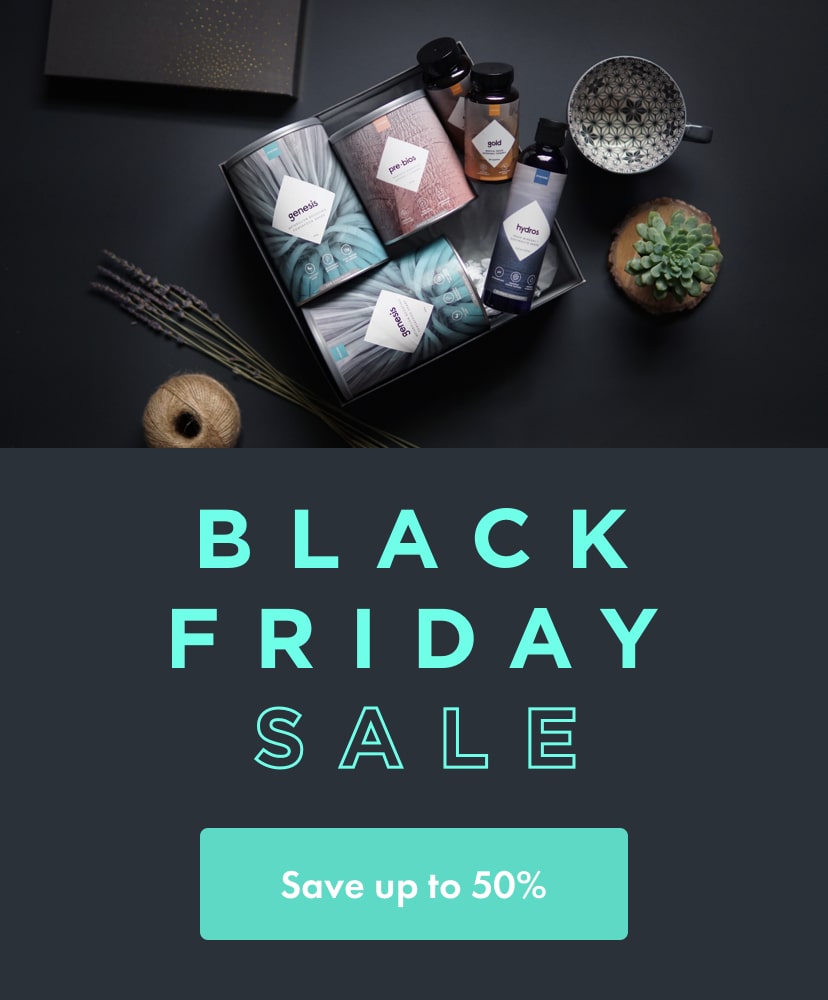 genesis
pre·bios
gold
hydros
genesis
BLACK
FRIDAY
SALE
Save up to 50%